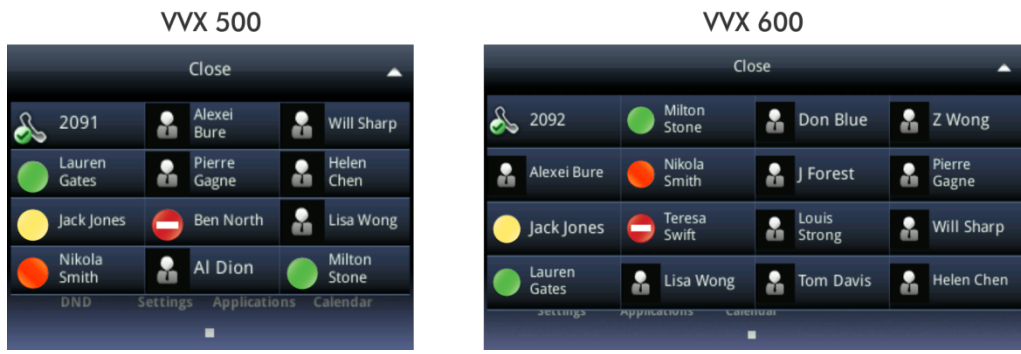 VVX 500
Close
2091
Alexei
Bure
Will Sharp
Lauren
Gates
Pierre
Gagne
Helen
Chen
Jack Jones
Ben North
Lisa Wong
Nikola
Smith
Al Dion
Milton
Stone
DND Settings Applications Calendar
VVX 600
Close
2092
Milton
Stone
Don Blue
Z Wong
Alexei Bure
Nikola
Smith
J Forest
Pierre
Gagne
Jack Jones
Teresa
Swift
Louis
Strong
Will Sharp
Lauren
Gates
Lisa Wong
Tom Davis
Helen Chen
Settings Applications Calendar